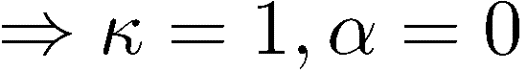 ⇒ κ = 1, α = 0